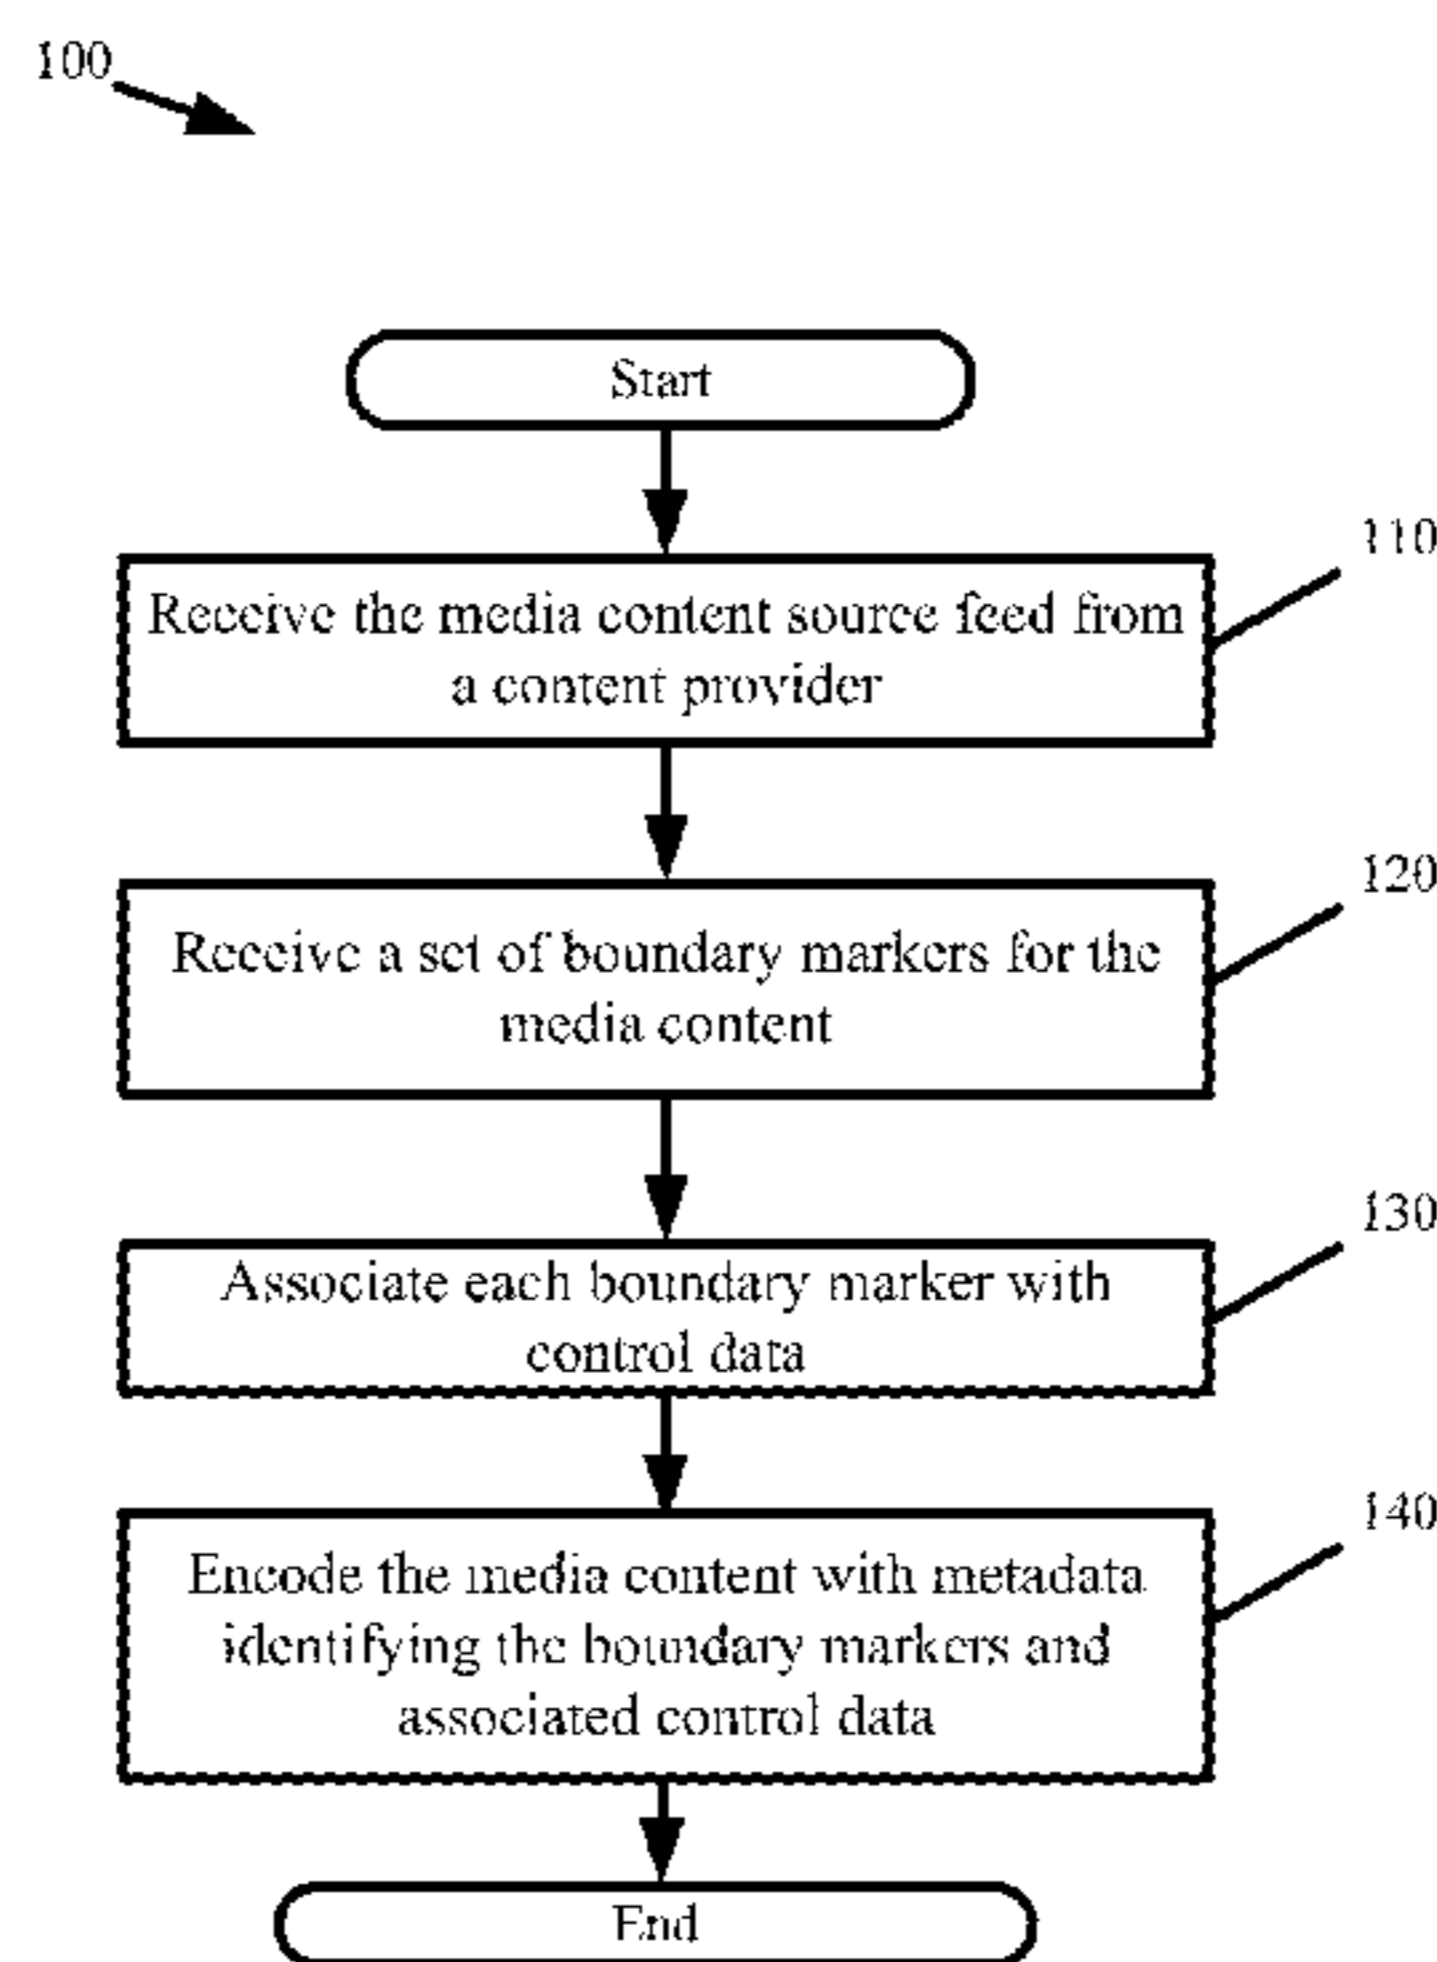 100
Start
110
Receive the media content source feed from
a content provider
120
Receive a set of boundary markers for the
media content
130
Associate each boundary marker with
control data
140
Encode the media content with metadata
identifying the boundary markers and
associated control data
End